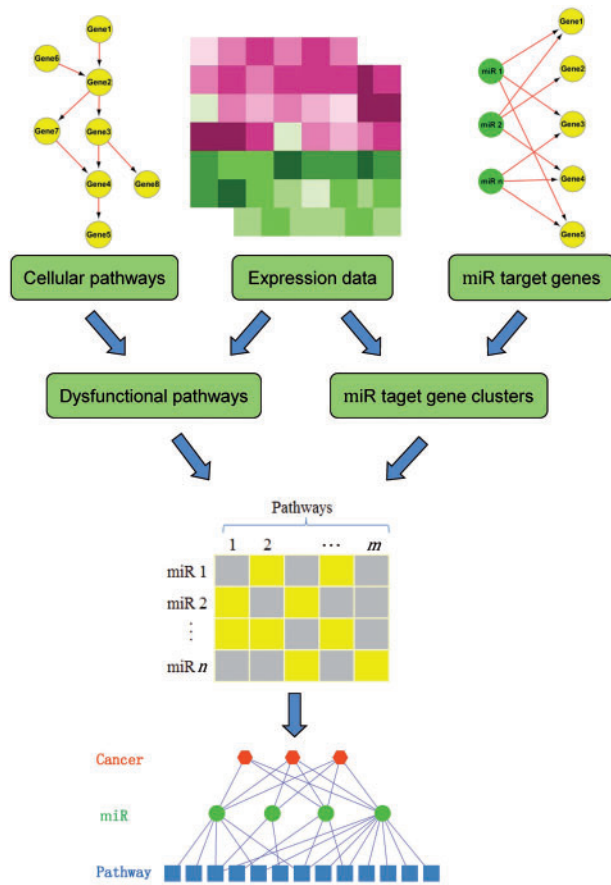 Gene1
Gene6
Gene2
Gene7
Gene3
Gene4
Gene8
Gene5
miR 1
miR 2
miR n
Gene1
Gene2
Gene3
Gene4
Gene5
Cellular pathways
Expression data
miR target genes
Dysfunctional pathways
miR taget gene clusters
Pathways
1 2 ... m
miR 1
miR 2
⋮
miR n
Cancer
miR
Pathway